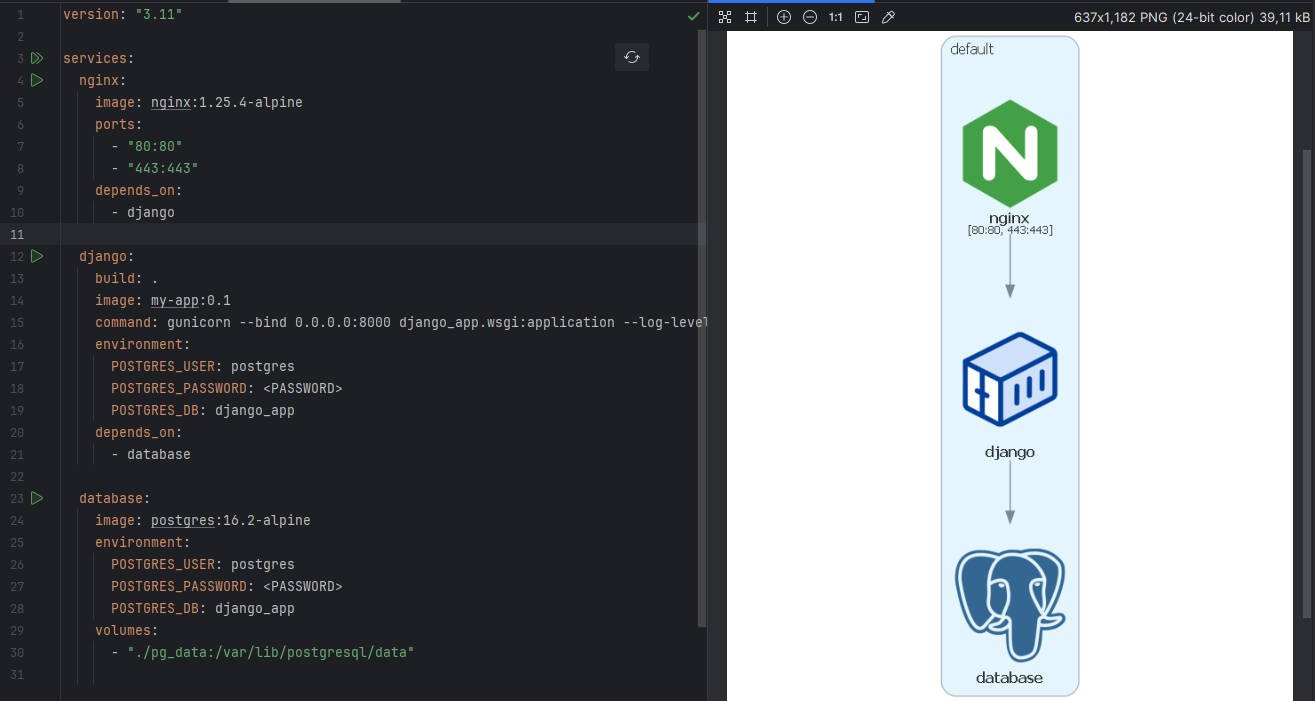 1 version: "3.11"
2
3 services:
4 nginx:
5 image: nginx:1.25.4-alpine
6 ports:
7 - "80:80"
8 - "443:443"
9 depends_on:
10 - django
11
12 django:
13 build: .
14 image: my-app:0.1
15 command: gunicorn --bind 0.0.0.0:8000 django_app.wsgi:application --log-level
16 environment:
17 POSTGRES_USER: postgres
18 POSTGRES_PASSWORD: <PASSWORD>
19 POSTGRES_DB: django_app
20 depends_on:
21 - database
22
23 database:
24 image: postgres:16.2-alpine
25 environment:
26 POSTGRES_USER: postgres
27 POSTGRES_PASSWORD: <PASSWORD>
28 POSTGRES_DB: django_app
29 volumes:
30 - "./pg_data:/var/lib/postgresql/data"
31
1:1
637x1,182 PNG (24-bit color) 39,11 kB
default
N
nginx
[80:80, 443:443]
django
database